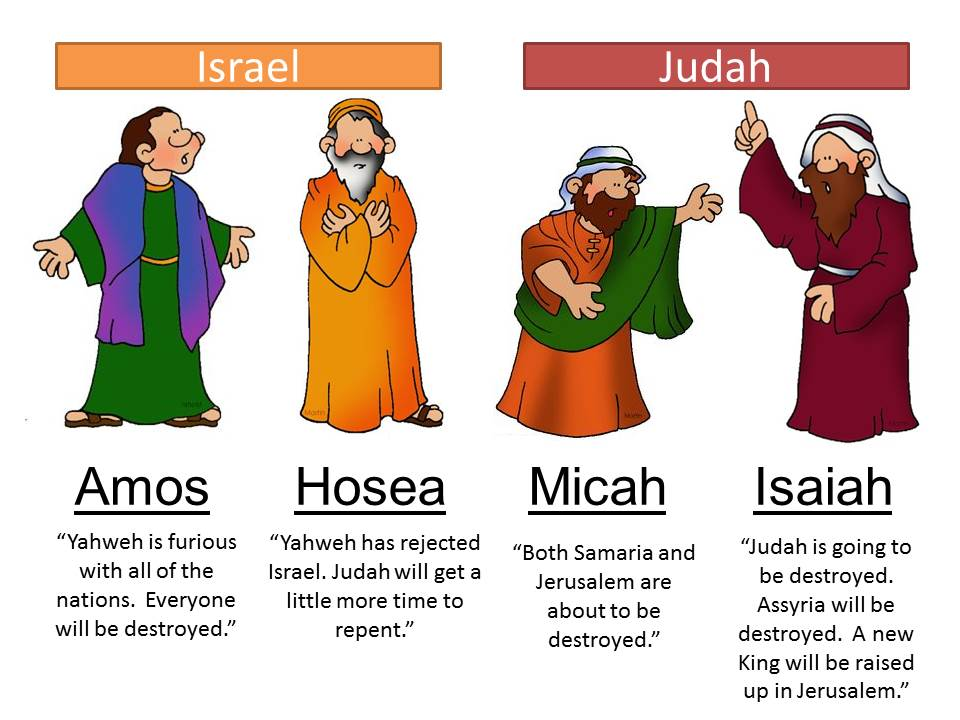 Israel
Judah
Amos
"Yahweh is furious
with all of the
nations.  Everyone
will be destroyed."
Hosea
"Yahweh has rejected
Israel. Judah will get a
little more time to
repent."
Micah
"Both Samaria and
Jerusalem are
about to be
destroyed."
Isaiah
"Judah is going to
be destroyed.
Assyria will be
destroyed.  A new
King will be raised
up in Jerusalem."
Martin
Martin